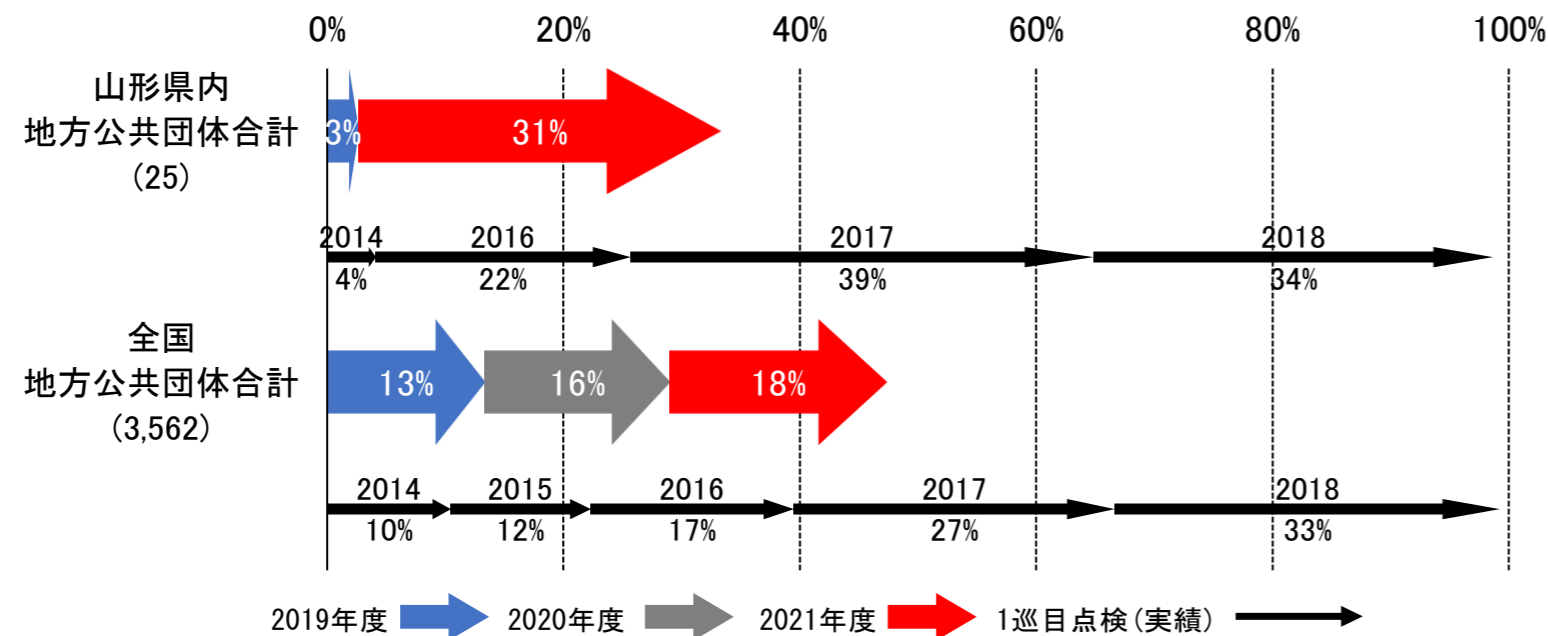 0% 20% 40% 60% 80% 100%
山形県内
地方公共団体合計
(25)
3% 31%
2014 2016 2017 2018
4% 22% 39% 34%
全国
地方公共団体合計
(3,562)
13% 16% 18%
2014 2015 2016 2017 2018
10% 12% 17% 27% 33%
2019年度 2020年度 2021年度 1巡目点検(実績)